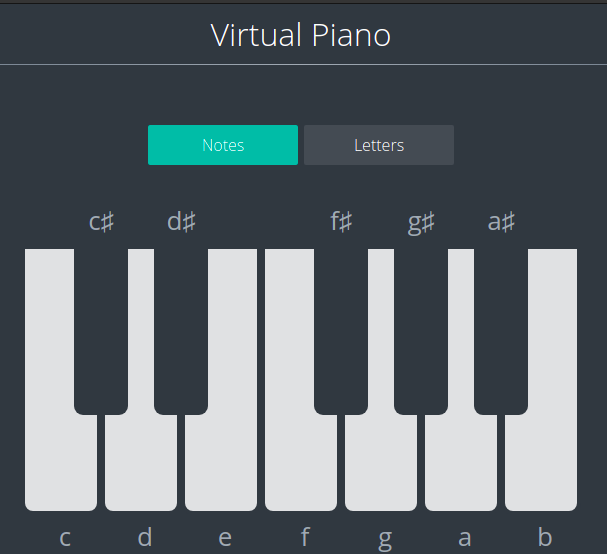 Virtual Piano
Notes Letters
c♯ d♯ f♯ g♯ a♯
c d e f g a b